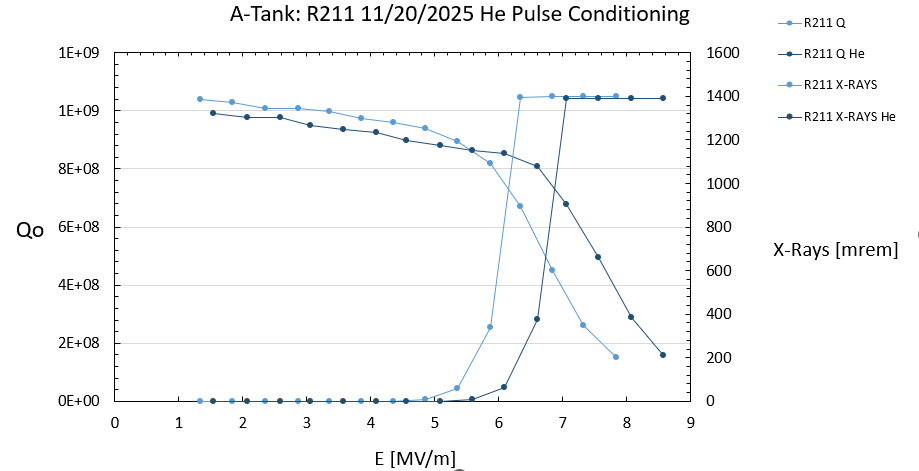 A-Tank: R211 11/20/2025 He Pulse Conditioning
R211 Q
R211 Q He
R211 X-RAYS
R211 X-RAYS He
1E+09
1E+09
8E+08
6E+08
4E+08
2E+08
0E+00
Qo
1600
1400
1200
1000
800
600
400
200
0
X-Rays [mrem]
0 1 2 3 4 5 6 7 8 9
E [MV/m]